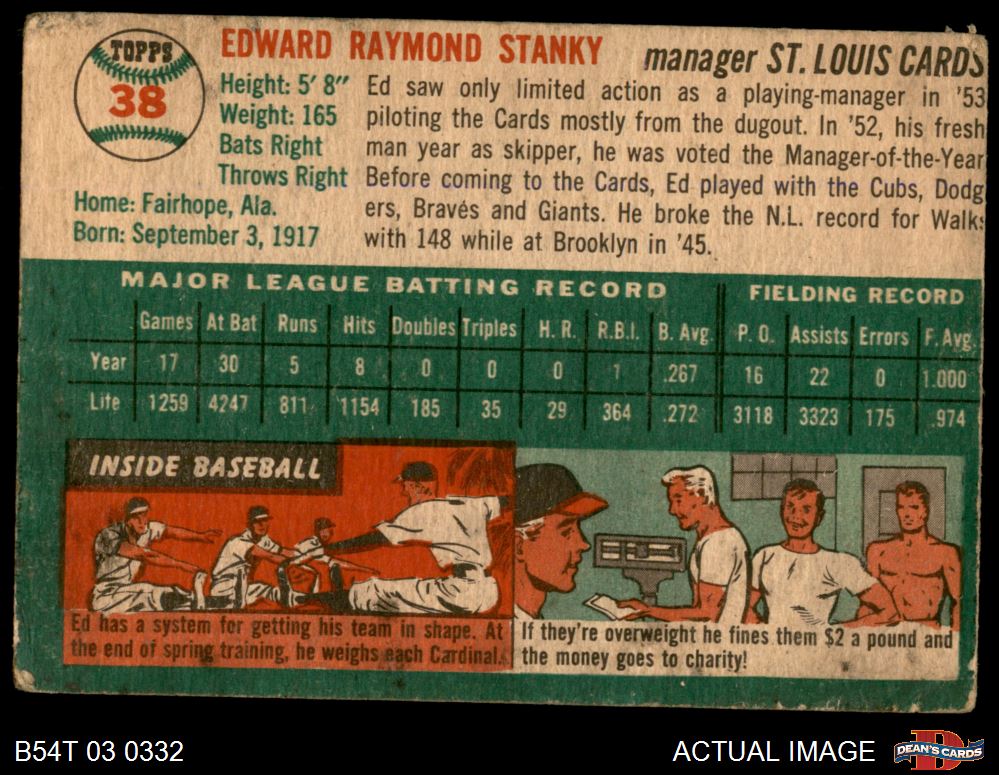 TOPPS
38
EDWARD RAYMOND STANKY
manager ST. LOUIS CARDS
Height: 5' 8"
Weight: 165
Bats Right
Throws Right
Home: Fairhope, Ala.
Born: September 3, 1917
Ed saw only limited action as a playing-manager in '53
piloting the Cards mostly from the dugout. In '52, his fresh
man year as skipper, he was voted the Manager-of-the-Year
Before coming to the Cards, Ed played with the Cubs, Dodg
ers, Braves and Giants. He broke the N.L. record for Walks
with 148 while at Brooklyn in '45.
MAJOR LEAGUE BATTING RECORD
FIELDING RECORD
Games At Bat Runs Hits Doubles Triples H. R. R.B.I. B. Avg. P. O. Assists Errors F. Avg.
Year 17 30 5 8 0 0 0 1 .267 16 22 0 1.000
Life 1259 4247 811 1154 185 35 29 364 .272 3118 3323 175 .974
INSIDE BASEBALL
Ed has a system for getting his team in shape. At
the end of spring training, he weighs each Cardinal.
If they're overweight he fines them $2 a pound and
the money goes to charity!
B54T 03 0332
ACTUAL IMAGE
D
DEAN'S CARDS